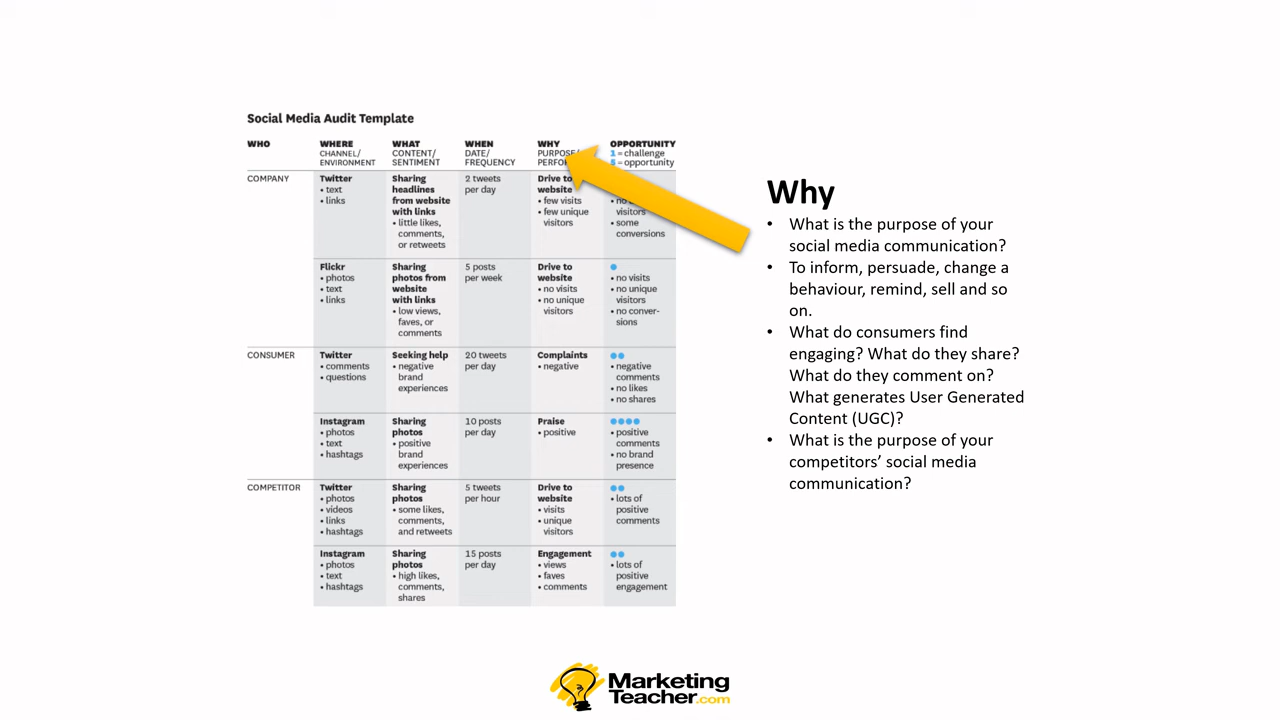 Social Media Audit Template
WHO
WHERE
CHANNEL/
ENVIRONMENT
WHAT
CONTENT/
SENTIMENT
WHEN
DATE/
FREQUENCY
WHY
OPPORTUNITY
1 = challenge
= opportunity
COMPANY
Twitter
• text
• links
Sharing
headlines
from website
with links
• little likes,
comments,
or retweets
2 tweets
per day
Drive to
website
• few visits
• few unique
visitors
visitors
• some
conversions
Flickr
• photos
• text
• links
Sharing
photos from
website
with links
• low views,
faves, or
comments
5 posts
per week
Drive to
website
• no visits
• no unique
visitors
• no visits
• no unique
visitors
• no conver-
sions
CONSUMER
Twitter
• comments
• questions
Seeking help
• negative
brand
experiences
20 tweets
per day
Complaints
• negative
• negative
comments
• no likes
• no shares
Instagram
• photos
• text
• hashtags
Sharing
photos
• positive
brand
experiences
10 posts
per day
Praise
• positive
• positive
comments
• no brand
presence
COMPETITOR
Twitter
• photos
• videos
• links
• hashtags
Sharing
photos
• some likes,
comments,
and retweets
5 tweets
per hour
Drive to
website
• visits
• unique
visitors
• lots of
positive
comments
Instagram
• photos
• text
• hashtags
Sharing
photos
• high likes,
comments,
shares
15 posts
per day
Engagement
• views
• faves
• comments
• lots of
positive
engagement
Why
• What is the purpose of your
social media communication?
• To inform, persuade, change a
behaviour, remind, sell and so
on.
• What do consumers find
engaging? What do they share?
What do they comment on?
What generates User Generated
Content (UGC)?
• What is the purpose of your
competitors' social media
communication?
Marketing
Teacher.com